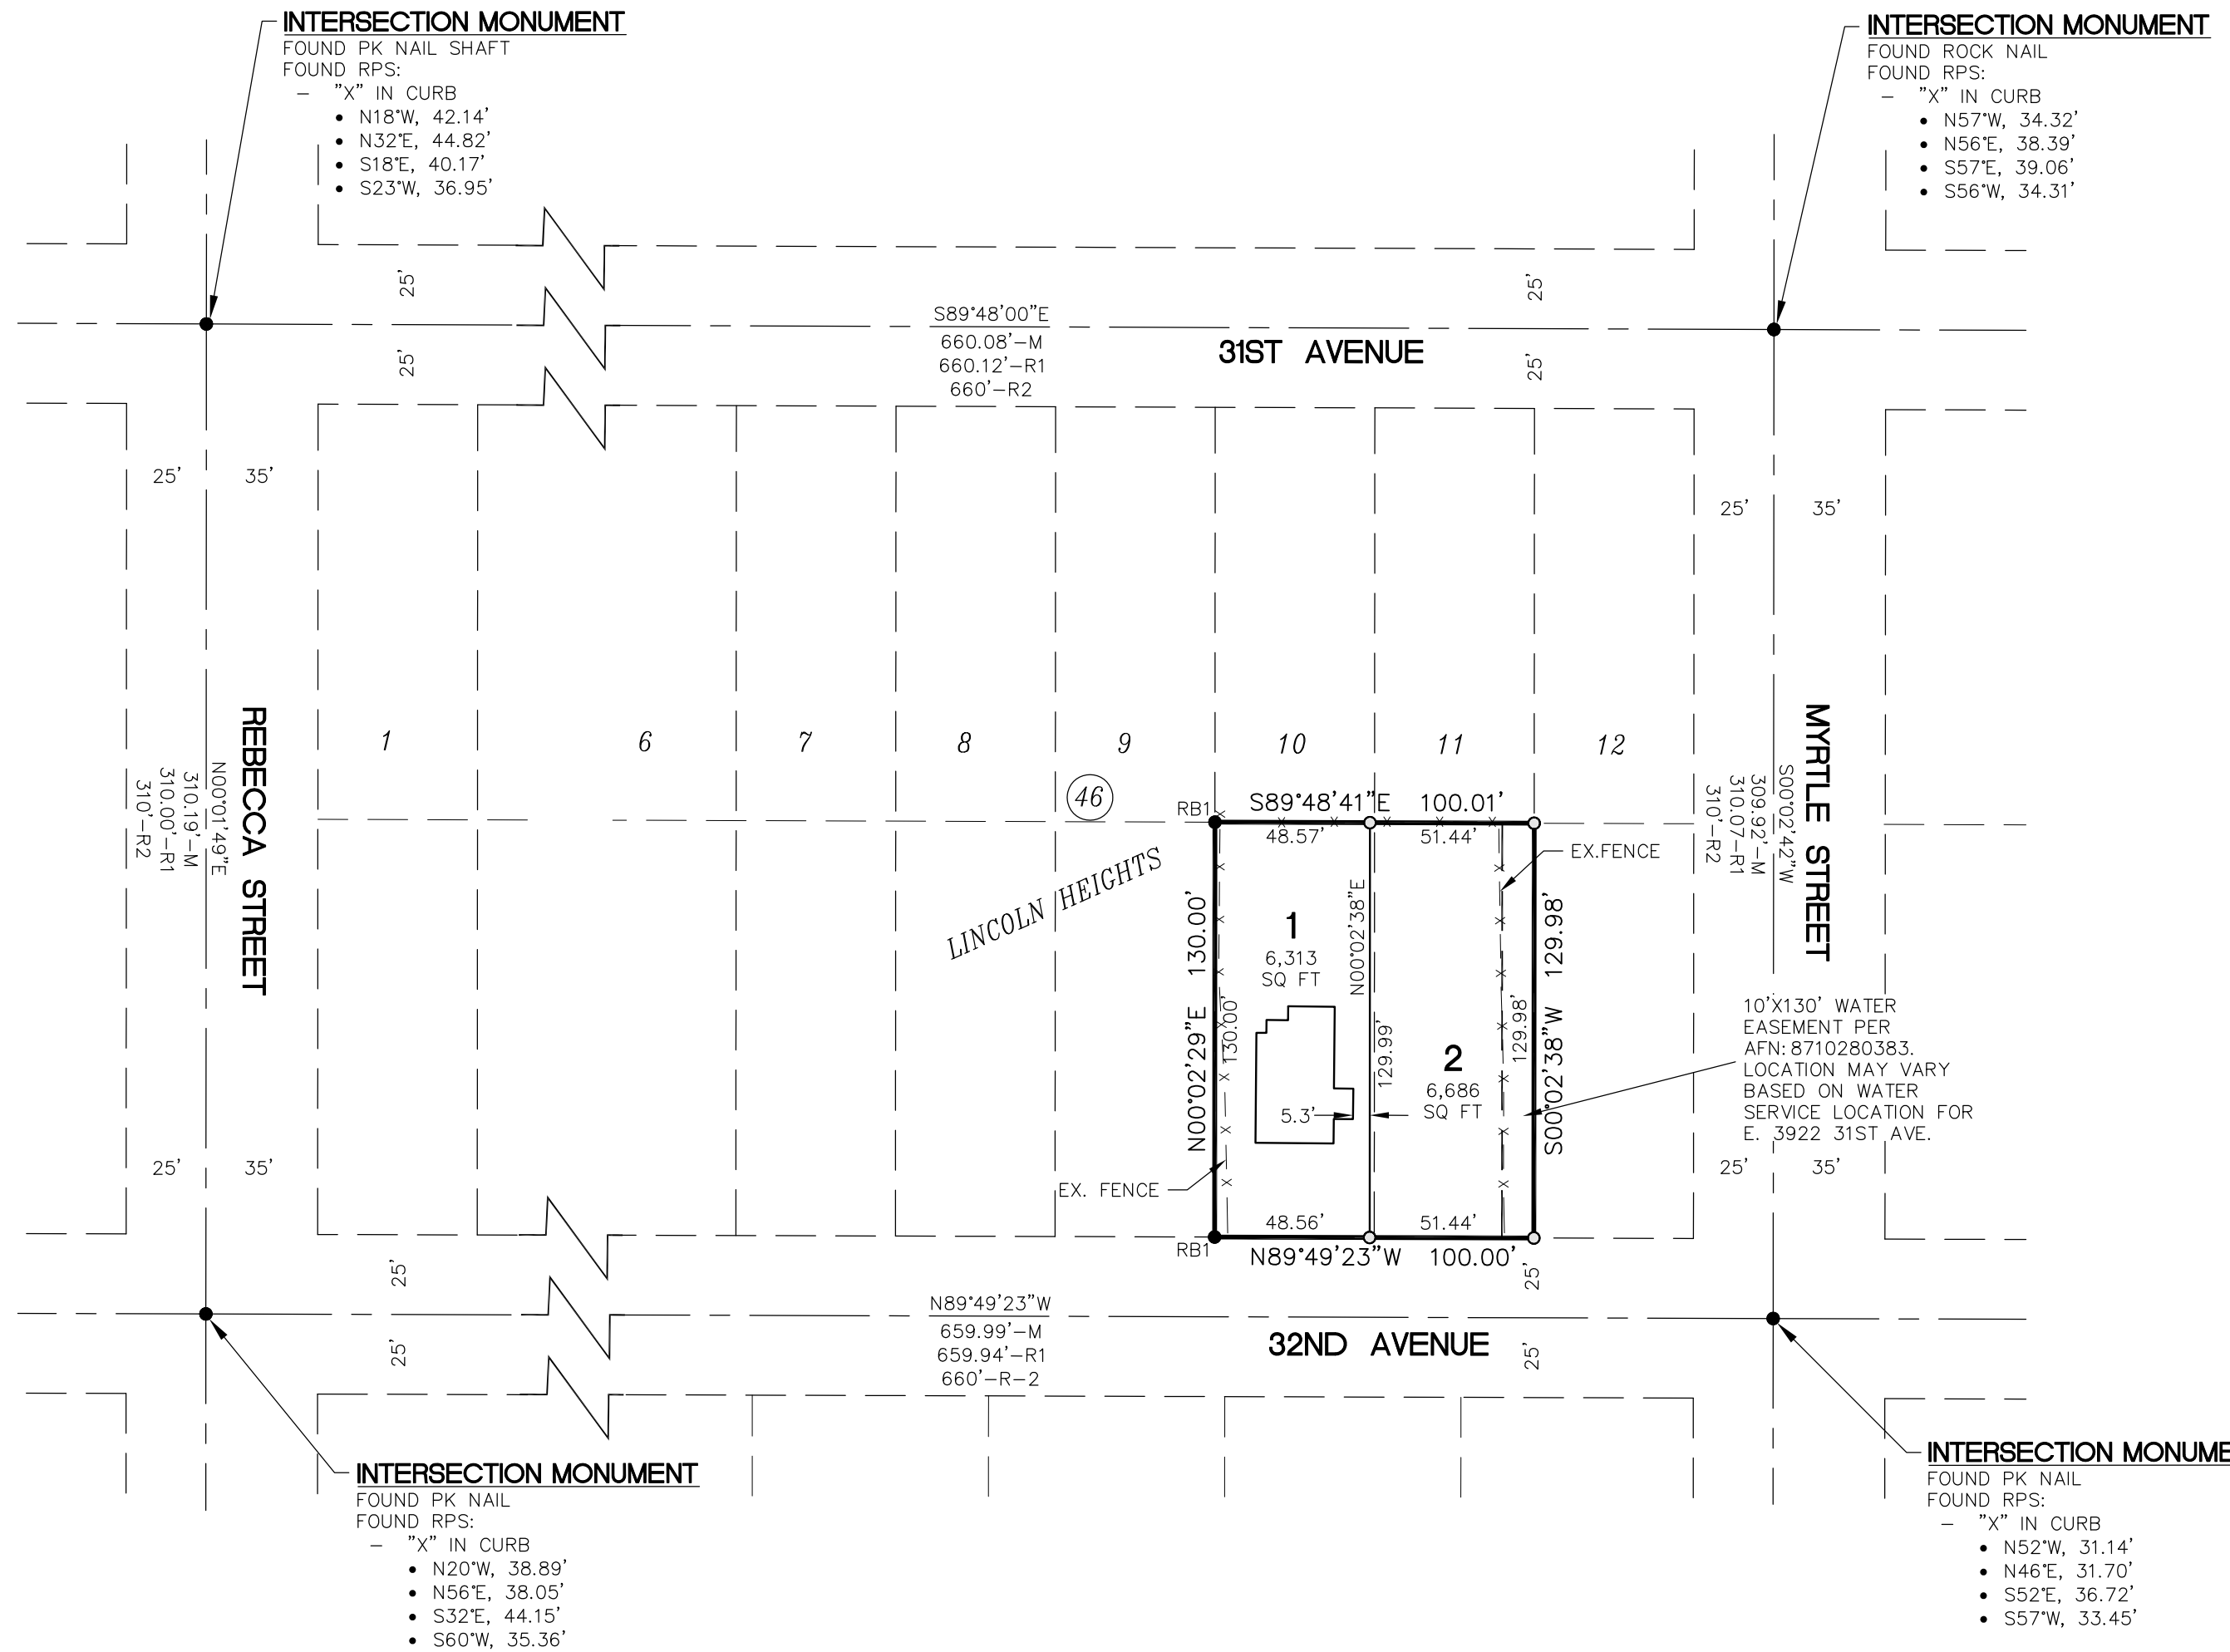 INTERSECTION MONUMENT
FOUND PK NAIL SHAFT
FOUND RPS:
– "X" IN CURB
• N18°W, 42.14'
• N32°E, 44.82'
• S18°E, 40.17'
• S23°W, 36.95'
INTERSECTION MONUMENT
FOUND ROCK NAIL
FOUND RPS:
– "X" IN CURB
• N57°W, 34.32'
• N56°E, 38.39'
• S57°E, 39.06'
• S56°W, 34.31'
25'
25'
25'
25'
S89°48'00"E
660.08'–M
660.12'–R1
660'–R2
31ST AVENUE
25' 35'
25' 35'
REBECCA STREET
N00°01'49"E
310.19'–M
310.00'–R1
310'–R2
1
6
7
8
9
10
11
12
46
LINCOLN HEIGHTS
MYRTLE STREET
S00°02'42"W
309.92'–M
310.07–R1
310'–R2
RB1
S89°48'41"E 100.01'
48.57'
51.44'
EX.FENCE
N00°02'29"E 130.00'
130.00'
1
6,313
SQ FT
N00°02'38"E
129.99'
2
6,686
SQ FT
5.3'
129.98'
S00°02'38"W 129.98'
10'X130' WATER
EASEMENT PER
AFN:8710280383.
LOCATION MAY VARY
BASED ON WATER
SERVICE LOCATION FOR
E. 3922 31ST AVE.
25' 35'
25' 35'
EX. FENCE
48.56'
51.44'
RB1
N89°49'23"W 100.00'
25'
25'
25'
25'
N89°49'23"W
659.99'–M
659.94'–R1
660'–R–2
32ND AVENUE
INTERSECTION MONUMENT
FOUND PK NAIL
FOUND RPS:
– "X" IN CURB
• N20°W, 38.89'
• N56°E, 38.05'
• S32°E, 44.15'
• S60°W, 35.36'
INTERSECTION MONUME
FOUND PK NAIL
FOUND RPS:
– "X" IN CURB
• N52°W, 31.14'
• N46°E, 31.70'
• S52°E, 36.72'
• S57°W, 33.45'